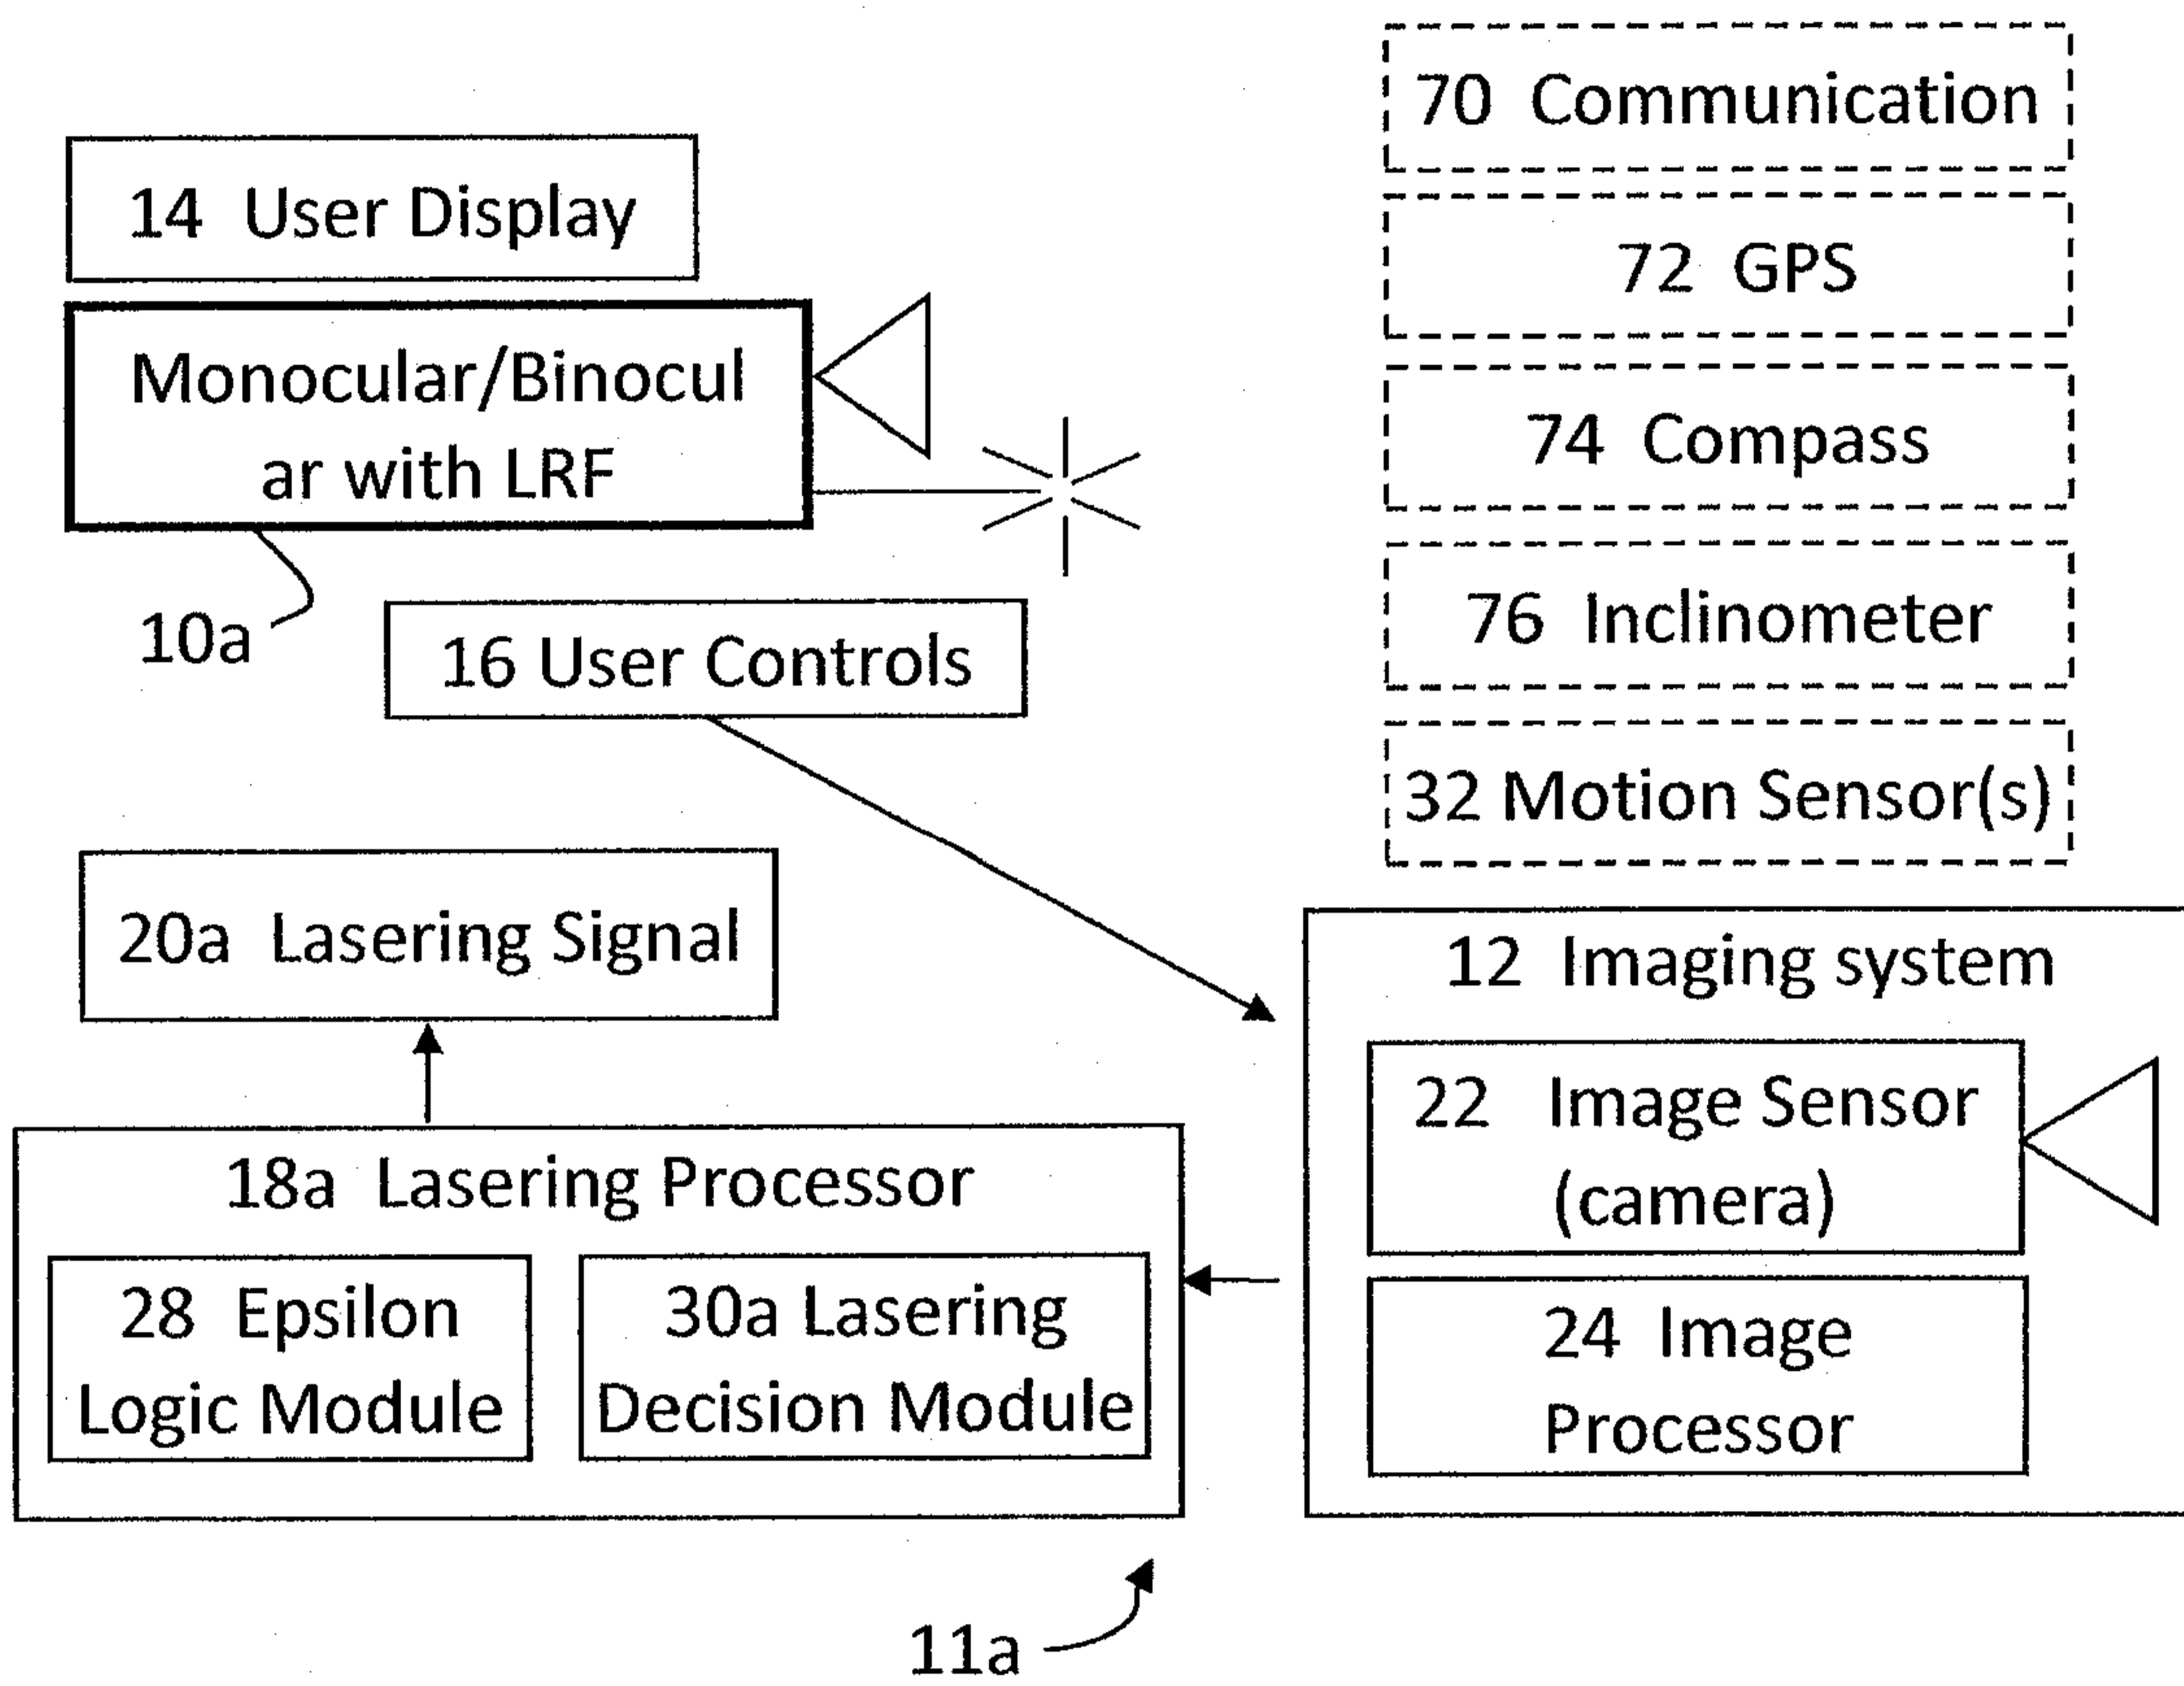 14 User Display
Monocular/Binocul
ar with LRF
10a
16 User Controls
20a Lasering Signal
18a Lasering Processor
28 Epsilon
Logic Module
30a Lasering
Decision Module
11a
70 Communication
72 GPS
74 Compass
76 Inclinometer
32 Motion Sensor(s)
12 Imaging system
22 Image Sensor
(camera)
24 Image
Processor